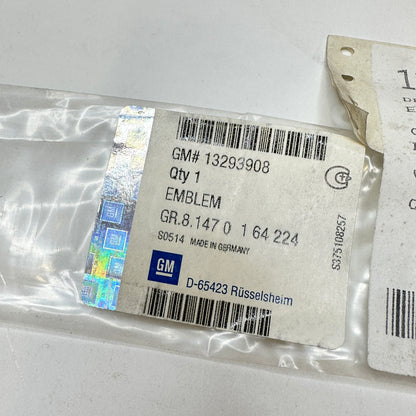 GM# 13293908
Qty 1
EMBLEM
GR.8.147 0 1 64 224
S0514 MADE IN GERMANY
GM
D-65423 Rüsselsheim
S375108257